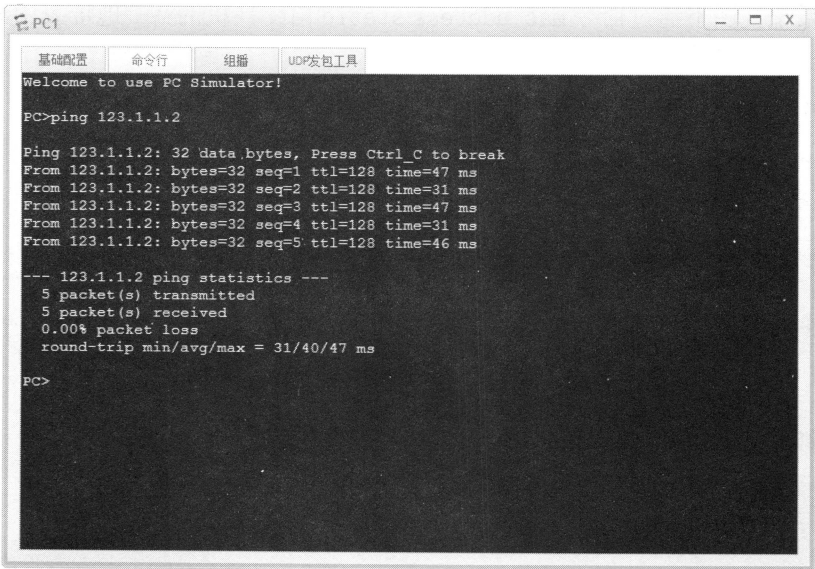 PC1
基础配置 命令行 组播 UDP发包工具
Welcome to use PC Simulator!
PC>ping 123.1.1.2
Ping 123.1.1.2: 32 data bytes, Press Ctrl_C to break
From 123.1.1.2: bytes=32 seq=1 ttl=128 time=47 ms
From 123.1.1.2: bytes=32 seq=2 ttl=128 time=31 ms
From 123.1.1.2: bytes=32 seq=3 ttl=128 time=47 ms
From 123.1.1.2: bytes=32 seq=4 ttl=128 time=31 ms
From 123.1.1.2: bytes=32 seq=5 ttl=128 time=46 ms
--- 123.1.1.2 ping statistics ---
5 packet(s) transmitted
5 packet(s) received
0.00% packet loss
round-trip min/avg/max = 31/40/47 ms
PC>